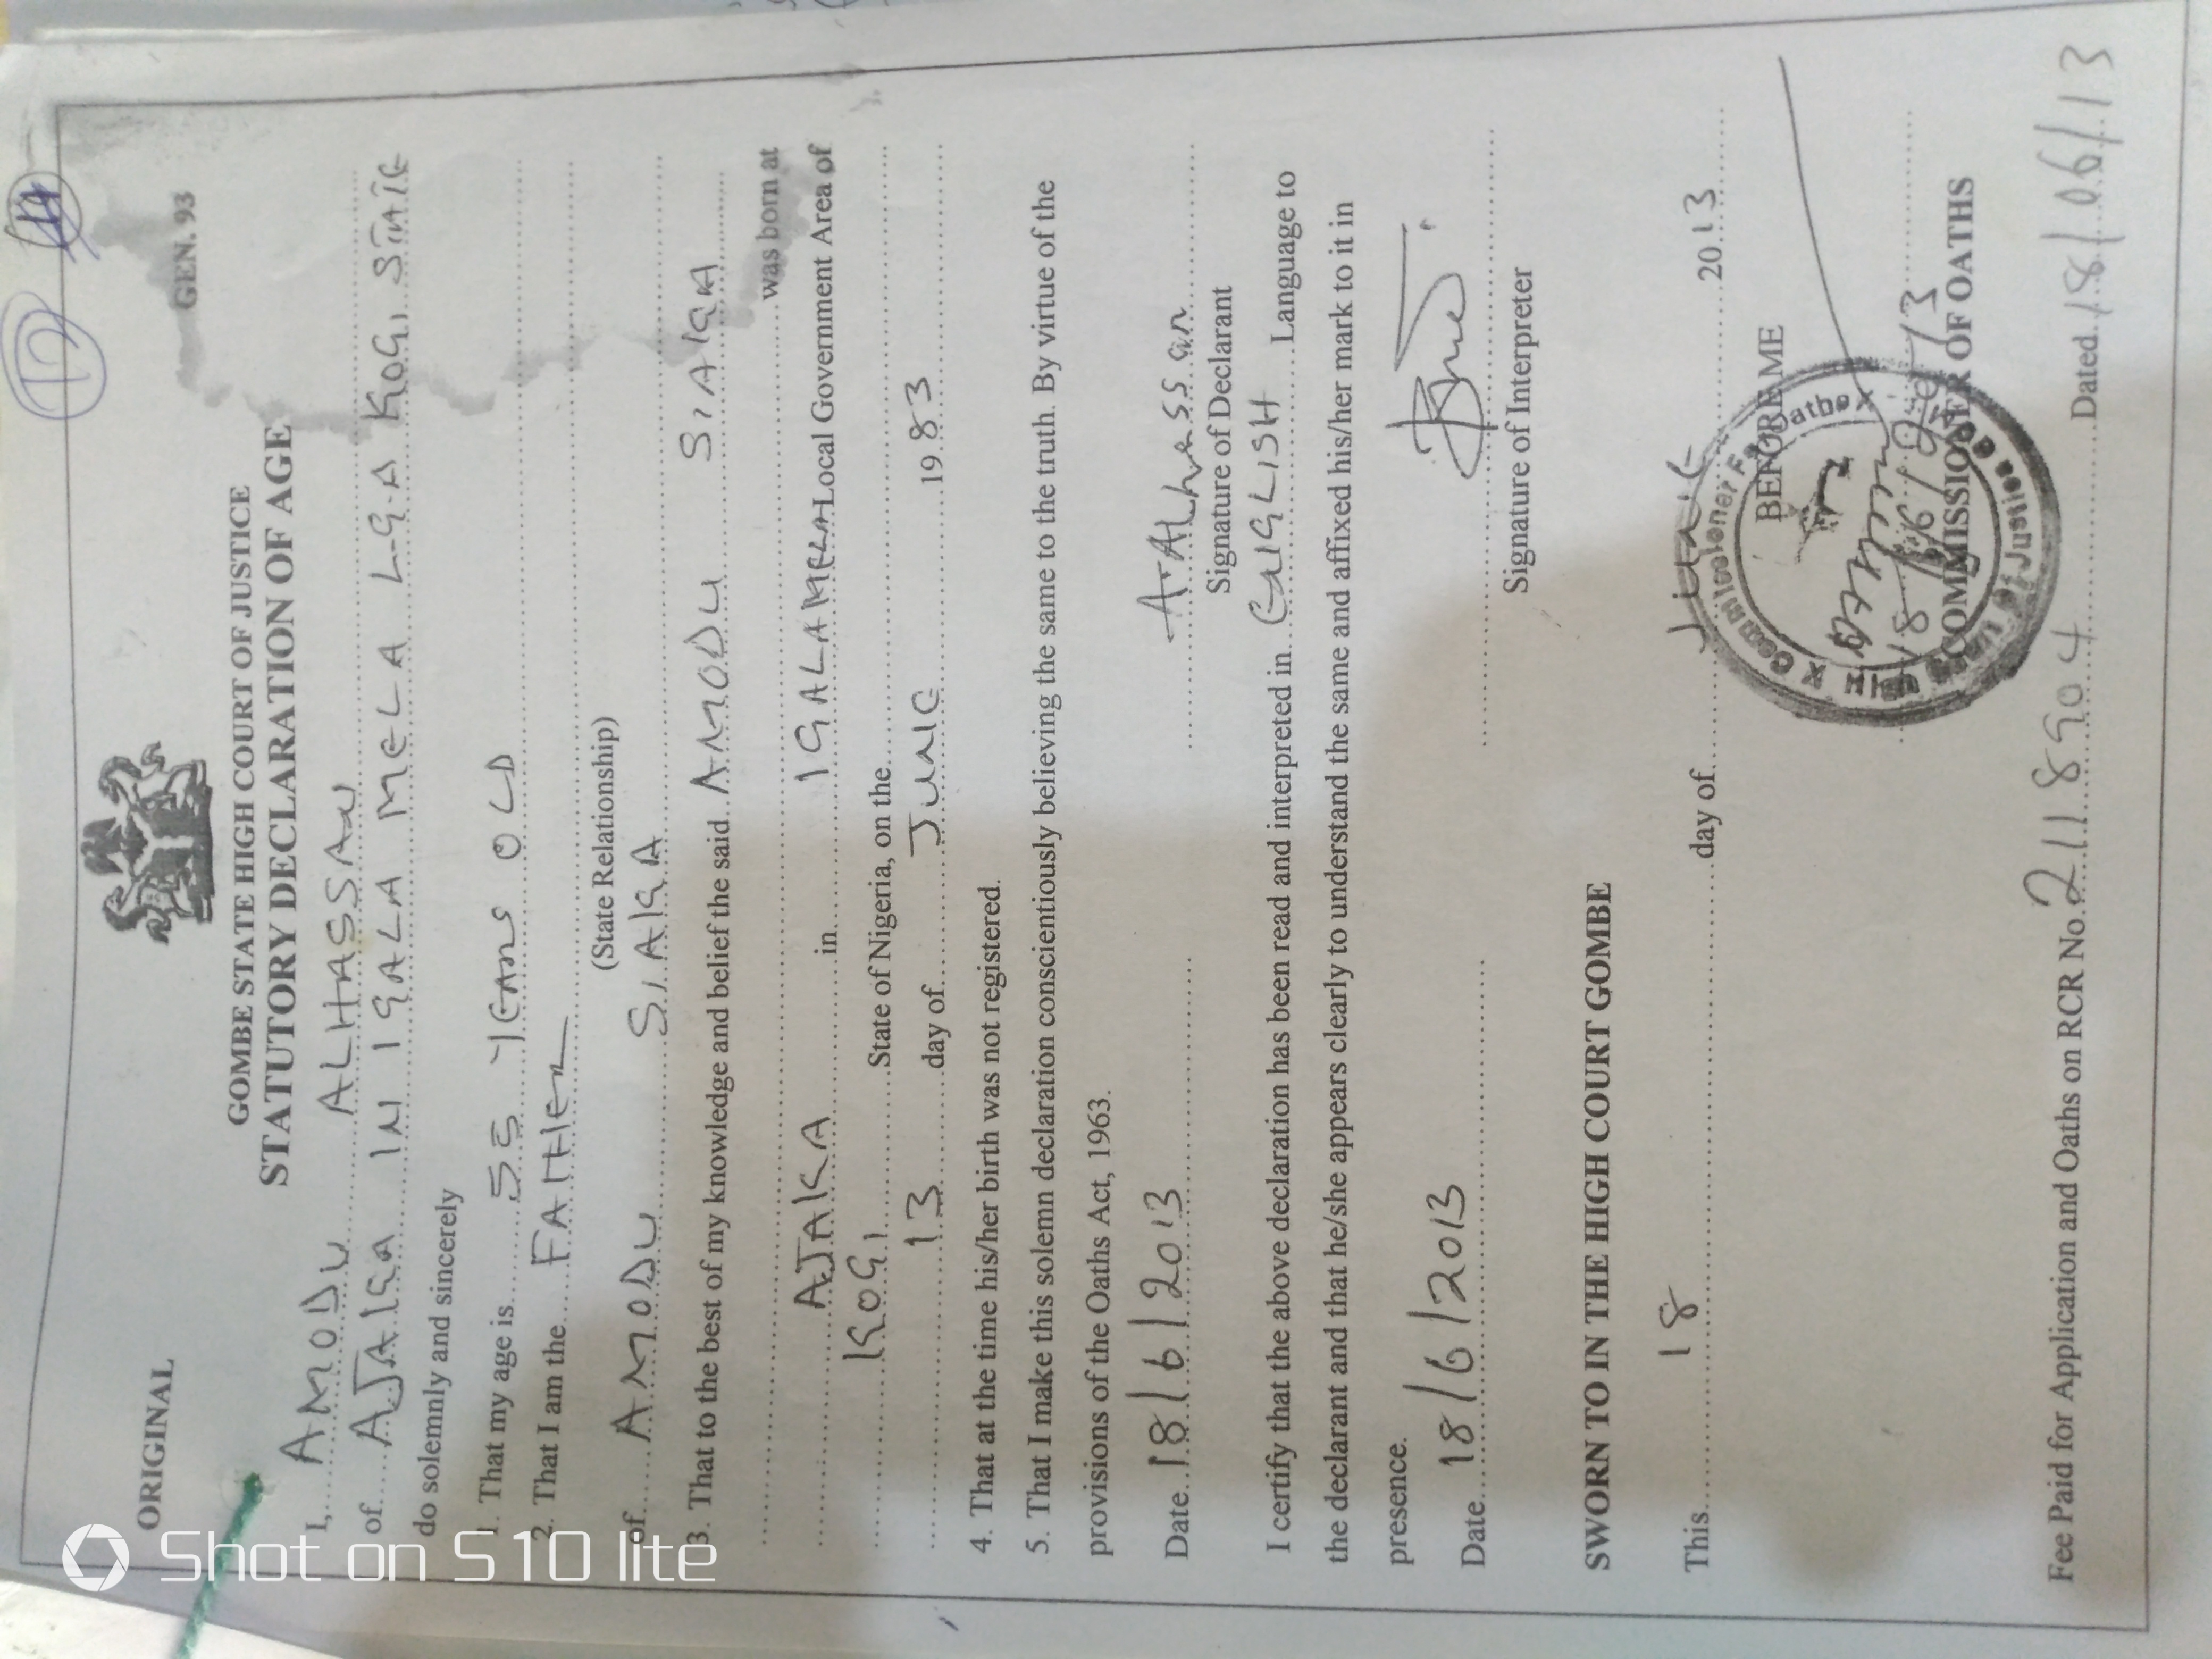 12 14
ORIGINAL
GEN. 93
GOMBE STATE HIGH COURT OF JUSTICE
STATUTORY DECLARATION OF AGE
I, AMODU ALHASSAN
of AJAKA IN IGALA MELA L.G.A KOGI STATE
do solemnly and sincerely
1. That my age is 55 YEARS OLD
2. That I am the FATHER
(State Relationship)
of AMODU SIAKA
3. That to the best of my knowledge and belief the said AMODU SIAKA
was born at
AJAKA in IGALAMELA Local Government Area of
KOGI State of Nigeria, on the
13 day of JUNE 1983
4. That at the time his/her birth was not registered.
5. That I make this solemn declaration conscientiously believing the same to the truth. By virtue of the
provisions of the Oaths Act, 1963.
Date 18/6/2013 A. ALhassan
Signature of Declarant
I certify that the above declaration has been read and interpreted in ENGLISH Language to
the declarant and that he/she appears clearly to understand the same and affixed his/her mark to it in
presence.
Date 18/6/2013
Signature of Interpreter
SWORN TO IN THE HIGH COURT GOMBE
This 18 day of JUNE 2013
BEFORE ME
18/6/2013
COMMISSIONER OF OATHS
Commissioner For Oaths
High Court Of Justice
Fee Paid for Application and Oaths on RCR No 2118904 Dated 18/06/13
Shot on S10 lite